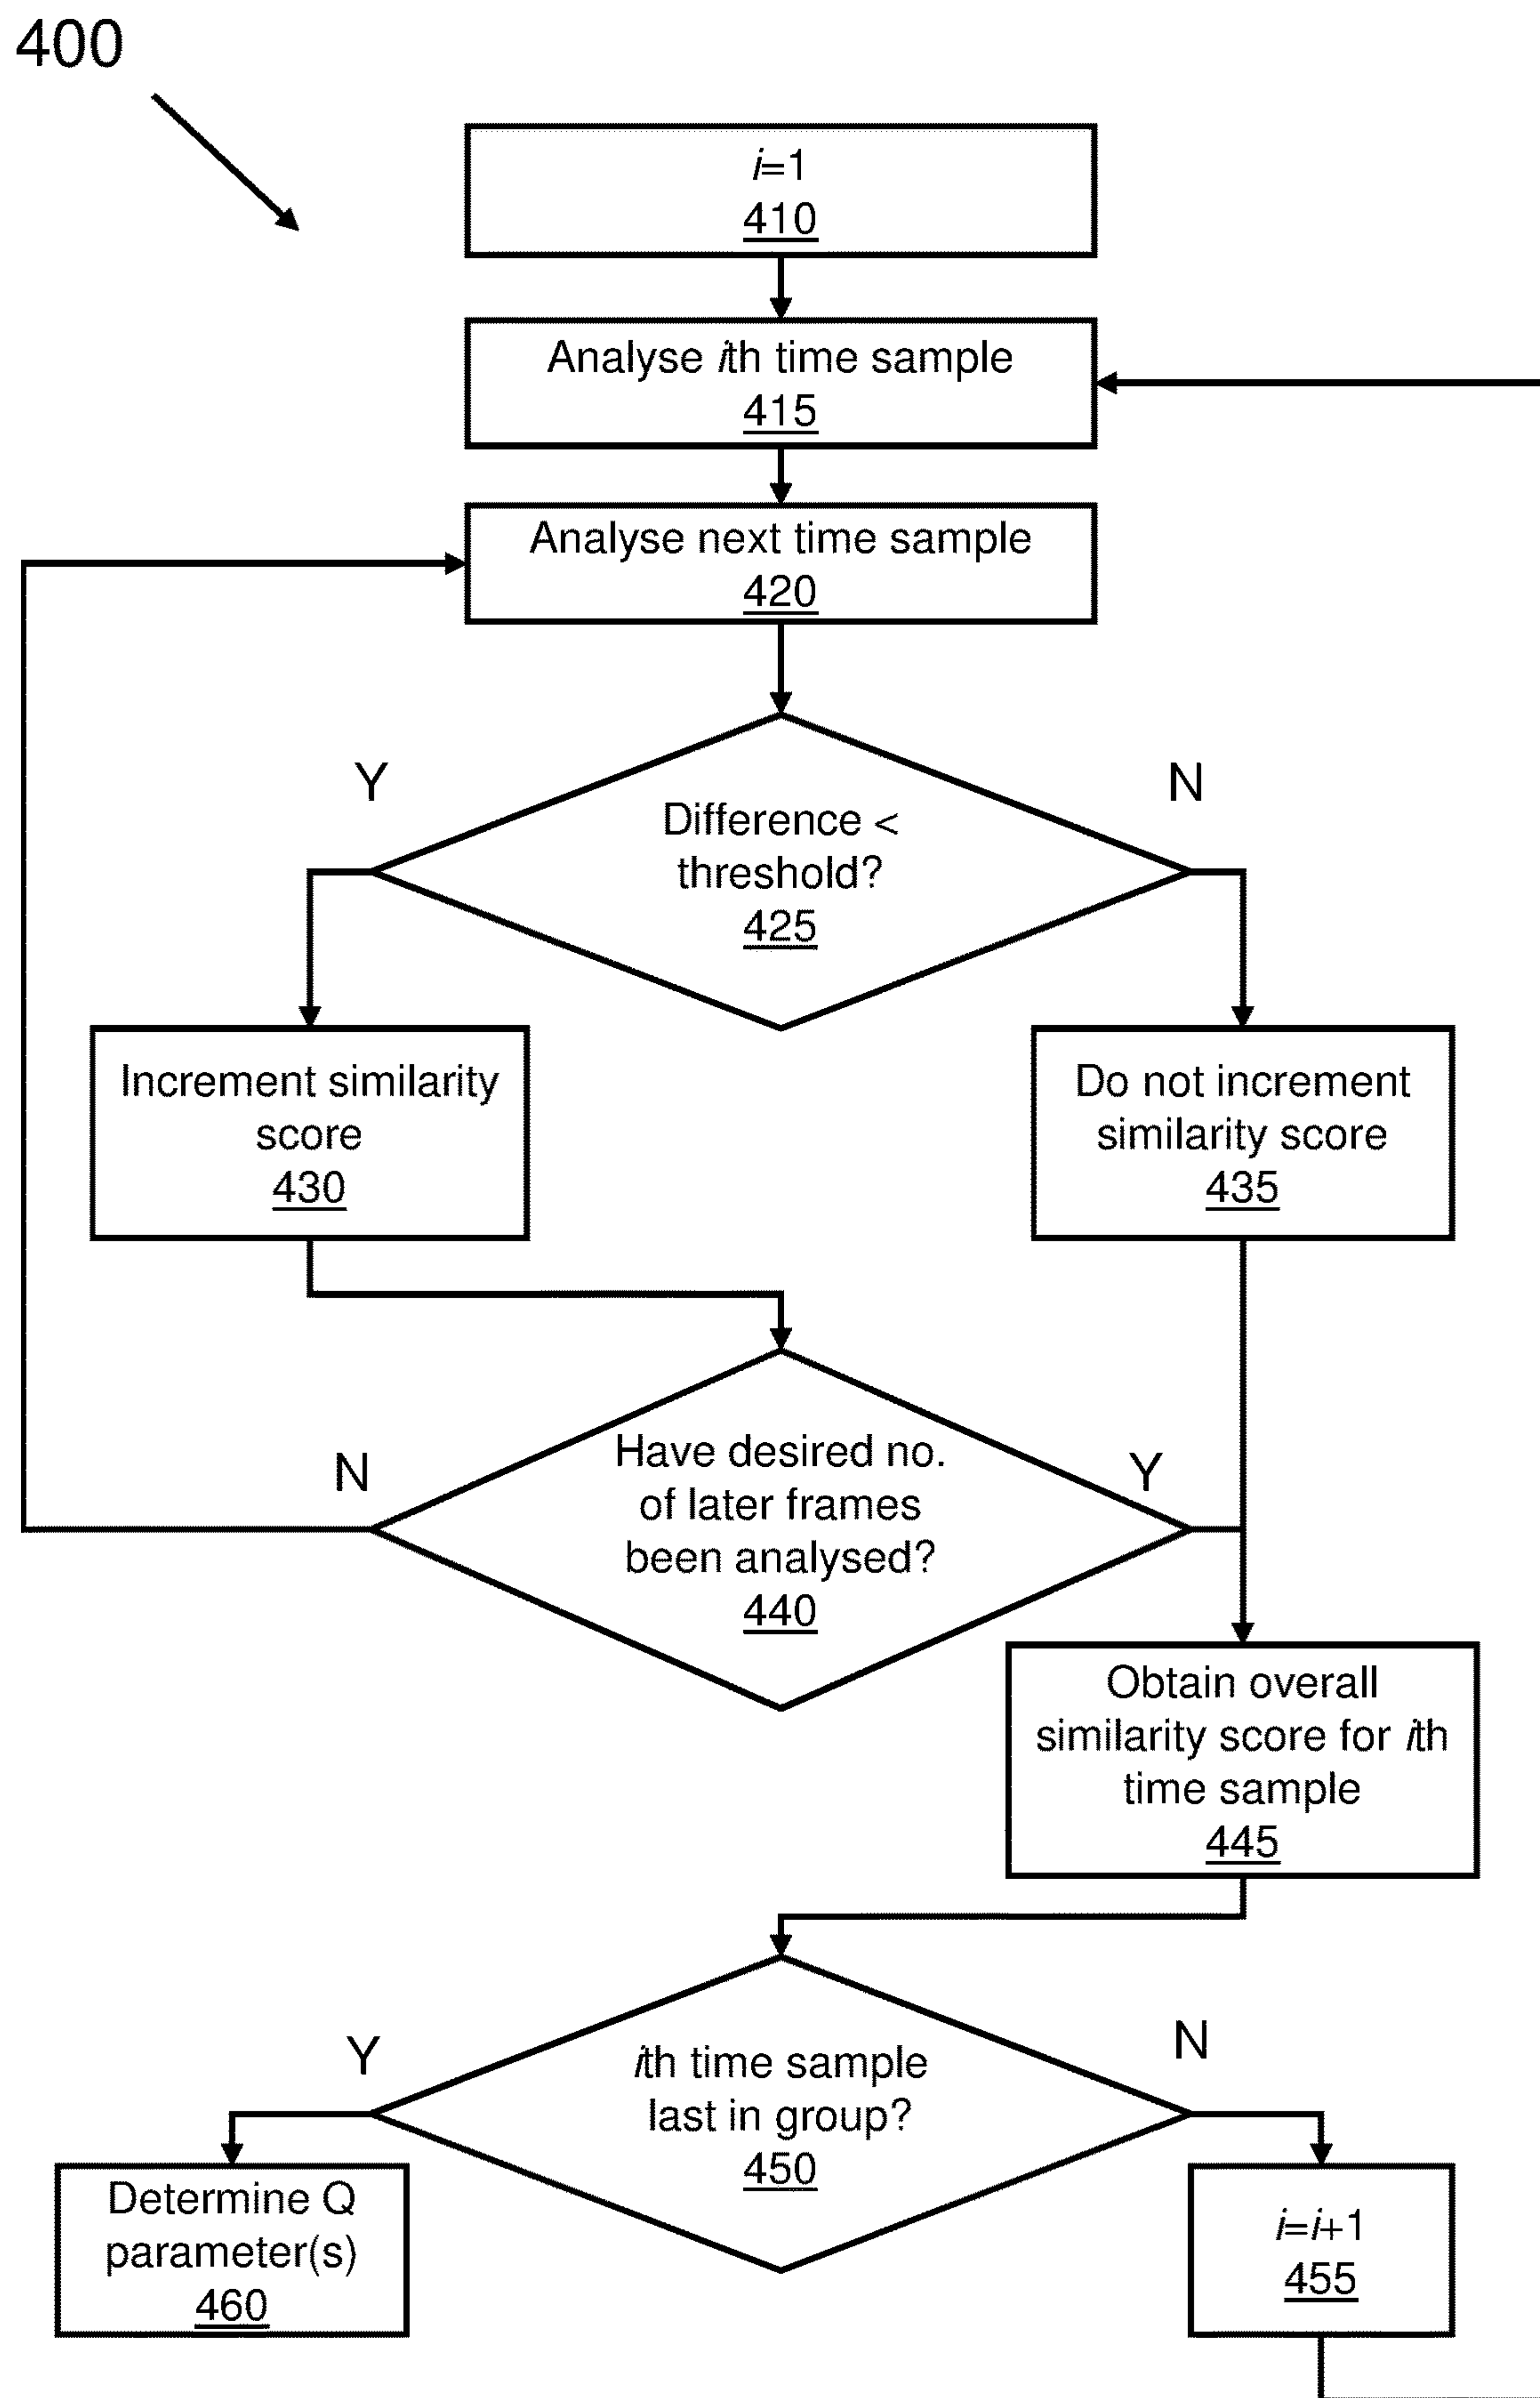 400
i=1
410
Analyse ith time sample
415
Analyse next time sample
420
Y
N
Difference <
threshold?
425
Increment similarity
score
430
Do not increment
similarity score
435
N
Y
Have desired no.
of later frames
been analysed?
440
Obtain overall
similarity score for ith
time sample
445
Y
N
ith time sample
last in group?
450
Determine Q
parameter(s)
460
i=i+1
455